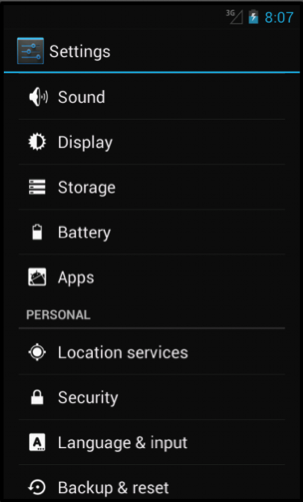 3G 8:07
Settings
Sound
Display
Storage
Battery
Apps
PERSONAL
Location services
Security
A Language & input
Backup & reset